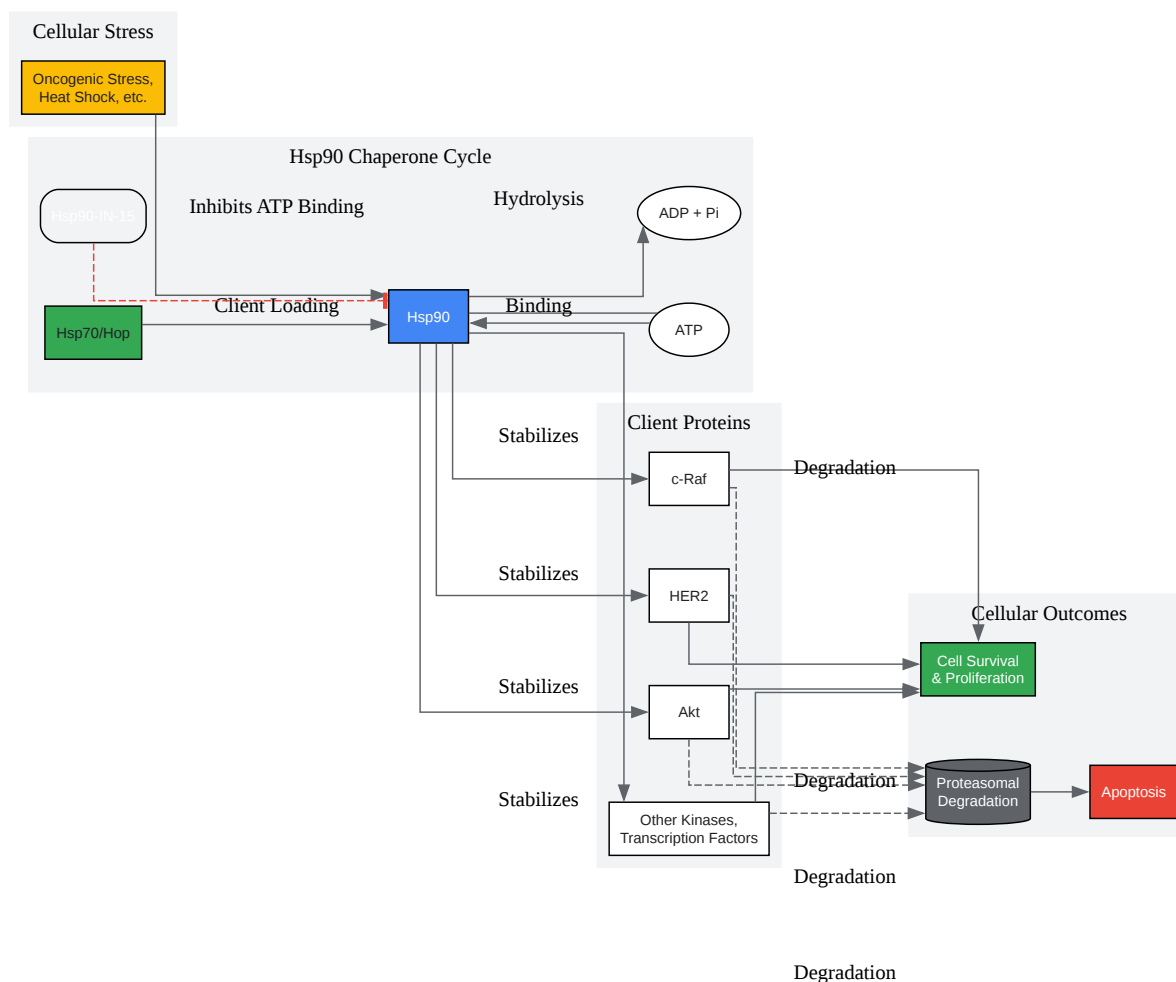 Cellular Stress
Oncogenic Stress,
Heat Shock, etc.
Hsp90 Chaperone Cycle
Hsp90-IN-15
Inhibits ATP Binding
Hydrolysis
ADP + Pi
Client Loading
Binding
Hsp70/Hop
Hsp90
ATP
Client Proteins
Stabilizes
c-Raf
Degradation
Stabilizes
HER2
Cellular Outcomes
Cell Survival
& Proliferation
Stabilizes
Akt
Degradation
Proteasomal
Degradation
Apoptosis
Stabilizes
Other Kinases,
Transcription Factors
Degradation
Degradation